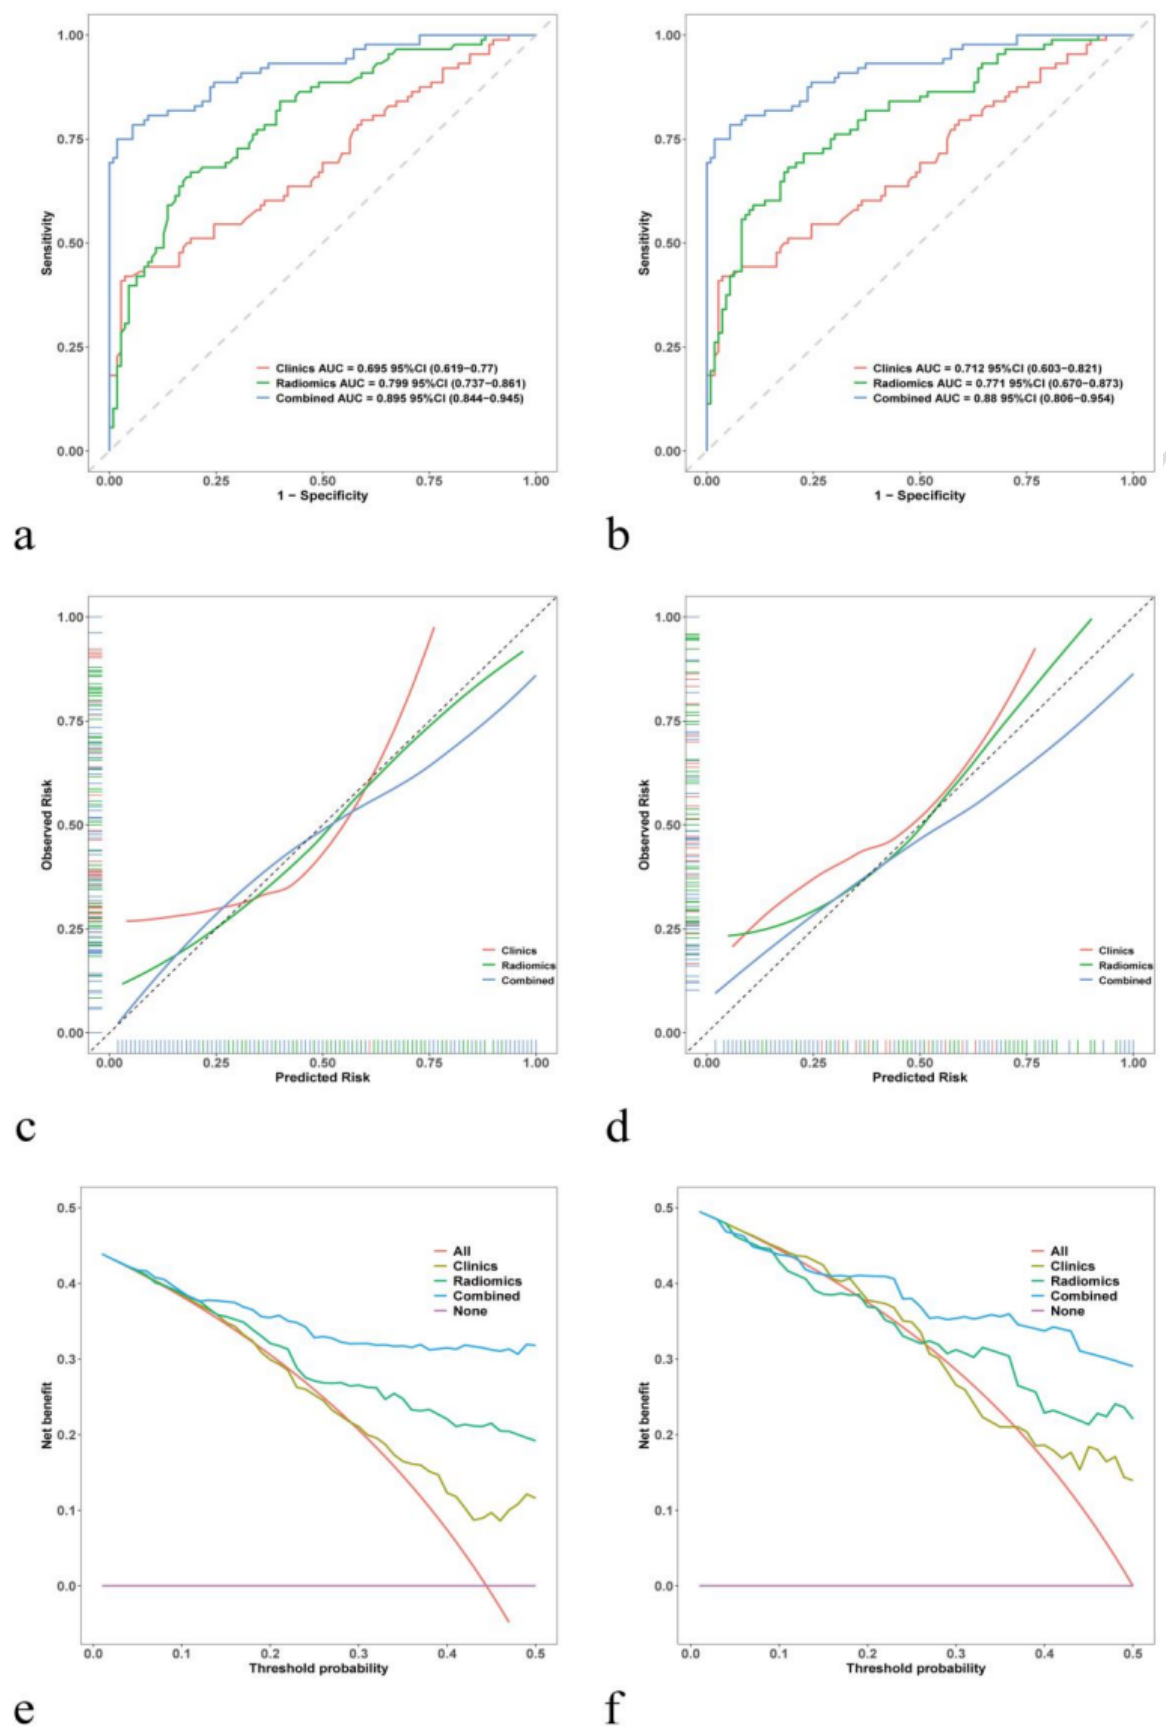 1.00
0.75
0.50
0.25
0.00
Sensitivity
Clinics AUC = 0.695 95%CI (0.619−0.77)
Radiomics AUC = 0.799 95%CI (0.737−0.861)
Combined AUC = 0.895 95%CI (0.844−0.945)
0.00 0.25 0.50 0.75 1.00
1 − Specificity
a
1.00
0.75
0.50
0.25
0.00
Sensitivity
Clinics AUC = 0.712 95%CI (0.603−0.821)
Radiomics AUC = 0.771 95%CI (0.670−0.873)
Combined AUC = 0.88 95%CI (0.806−0.954)
0.00 0.25 0.50 0.75 1.00
1 − Specificity
b
1.00
0.75
0.50
0.25
0.00
Observed Risk
Clinics
Radiomics
Combined
0.00 0.25 0.50 0.75 1.00
Predicted Risk
c
1.00
0.75
0.50
0.25
0.00
Observed Risk
Clinics
Radiomics
Combined
0.00 0.25 0.50 0.75 1.00
Predicted Risk
d
0.5
0.4
0.3
0.2
0.1
0.0
Net benefit
All
Clinics
Radiomics
Combined
None
0.0 0.1 0.2 0.3 0.4 0.5
Threshold probability
e
0.5
0.4
0.3
0.2
0.1
0.0
Net benefit
All
Clinics
Radiomics
Combined
None
0.0 0.1 0.2 0.3 0.4 0.5
Threshold probability
f